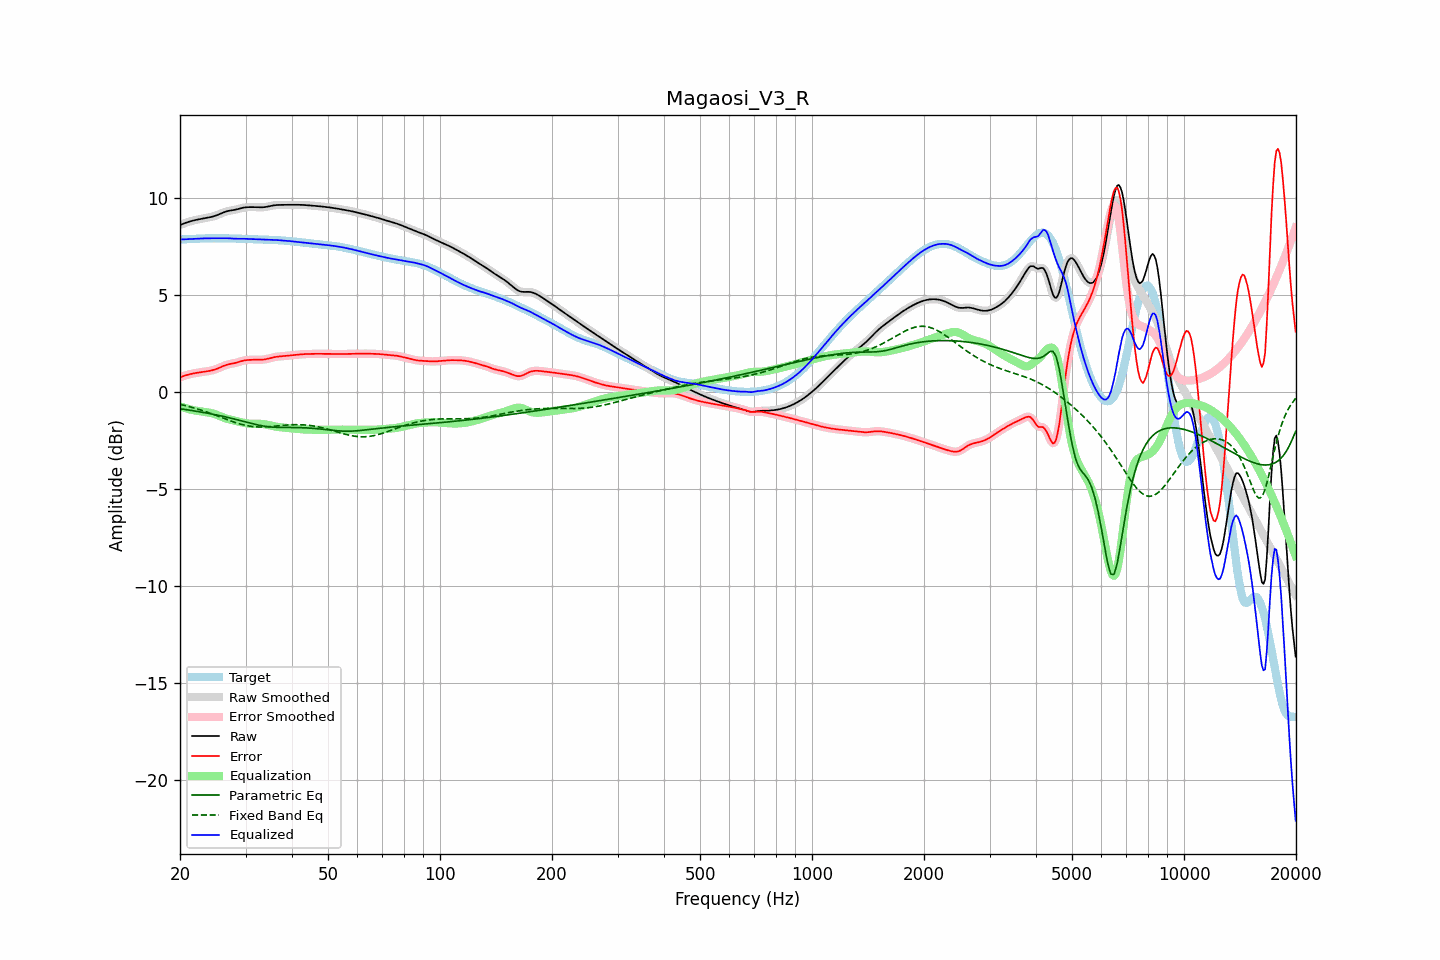 Magaosi_V3_R
Amplitude (dBr)
10
5
0
−5
−10
−15
−20
Target
Raw Smoothed
Error Smoothed
Raw
Error
Equalization
Parametric Eq
Fixed Band Eq
Equalized
20 50 100 200 500 1000 2000 5000 10000 20000
Frequency (Hz)